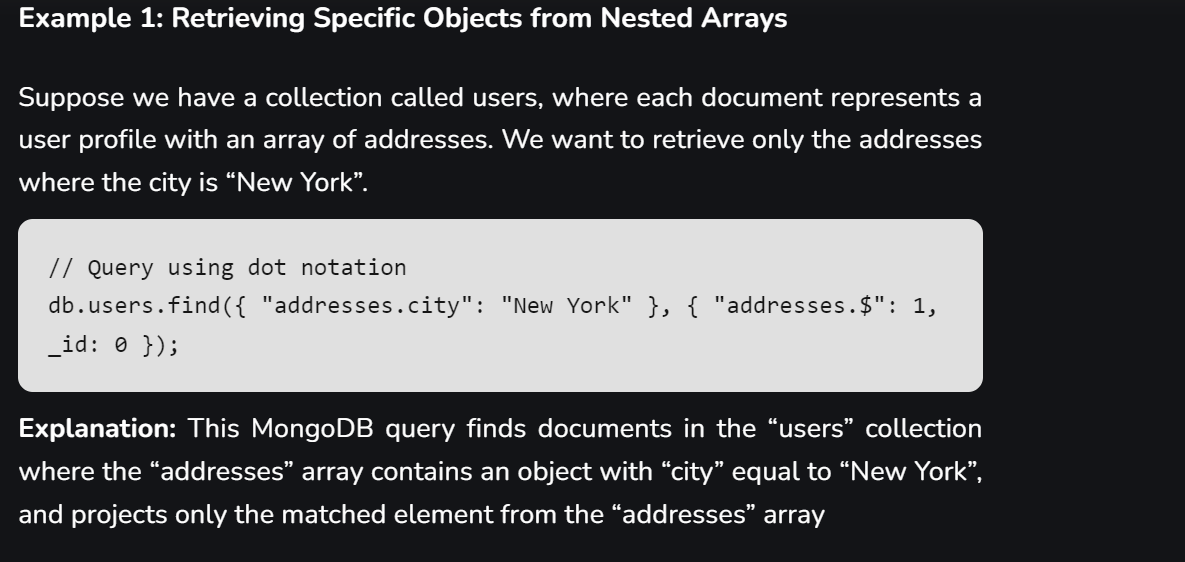 Example 1: Retrieving Specific Objects from Nested Arrays
Suppose we have a collection called users, where each document represents a
user profile with an array of addresses. We want to retrieve only the addresses
where the city is “New York”.
// Query using dot notation
db.users.find({ "addresses.city": "New York" }, { "addresses.$": 1,
_id: 0 });
Explanation: This MongoDB query finds documents in the “users” collection
where the “addresses” array contains an object with “city” equal to “New York”,
and projects only the matched element from the “addresses” array